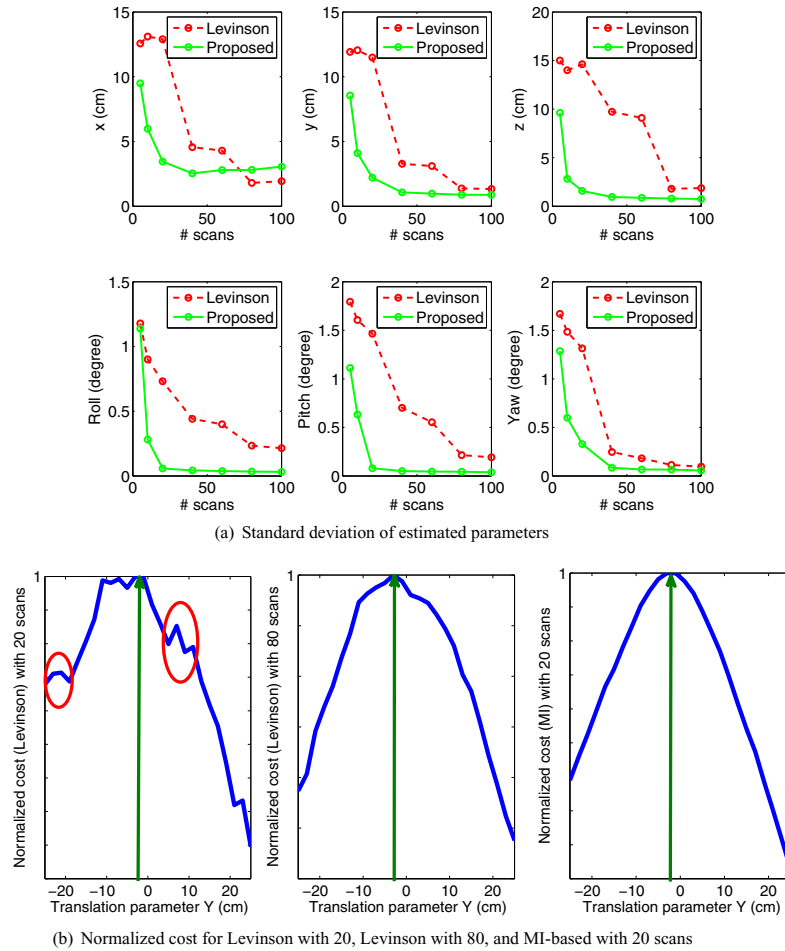 15
10
5
0
x (cm)
0 50 100
# scans
Levinson
Proposed
15
10
5
0
y (cm)
0 50 100
# scans
Levinson
Proposed
20
15
10
5
0
z (cm)
0 50 100
# scans
Levinson
Proposed
1.5
1
0.5
0
Roll (degree)
0 50 100
# scans
Levinson
Proposed
2
1.5
1
0.5
0
Pitch (degree)
0 50 100
# scans
Levinson
Proposed
2
1.5
1
0.5
0
Yaw (degree)
0 50 100
# scans
Levinson
Proposed
(a) Standard deviation of estimated parameters
1
Normalized cost (Levinson) with 20 scans
−20 −10 0 10 20
Translation parameter Y (cm)
1
Normalized cost (Levinson) with 80 scans
−20 −10 0 10 20
Translation parameter Y (cm)
1
Normalized cost (MI) with 20 scans
−20 −10 0 10 20
Translation parameter Y (cm)
(b) Normalized cost for Levinson with 20, Levinson with 80, and MI-based with 20 scans